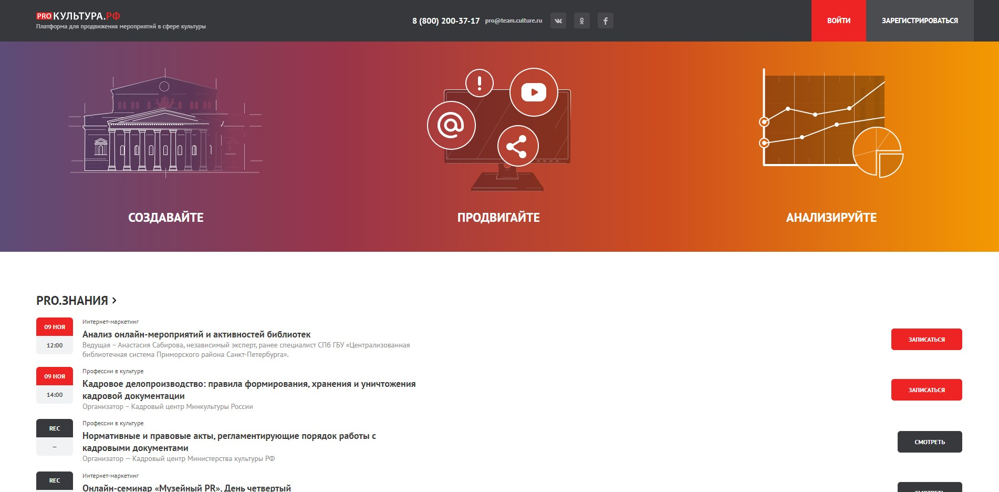 PRO КУЛЬТУРА.РФ
Платформа для продвижения мероприятий в сфере культуры
8 (800) 200-37-17 pro@team.culture.ru
ВОЙТИ
ЗАРЕГИСТРИРОВАТЬСЯ
СОЗДАВАЙТЕ
ПРОДВИГАЙТЕ
АНАЛИЗИРУЙТЕ
PRO.ЗНАНИЯ
09 НОЯ
12:00
Интернет-маркетинг
Анализ онлайн-мероприятий и активностей библиотек
Ведущая – Анастасия Сабирова, независимый эксперт, ранее специалист СПб ГБУ «Централизованная
библиотечная система Приморского района Санкт-Петербурга».
ЗАПИСАТЬСЯ
09 НОЯ
14:00
Профессии в культуре
Кадровое делопроизводство: правила формирования, хранения и уничтожения
кадровой документации
Организатор – Кадровый центр Минкультуры России
ЗАПИСАТЬСЯ
REC
–
Профессии в культуре
Нормативные и правовые акты, регламентирующие порядок работы с
кадровыми документами
Организатор — Кадровый центр Министерства культуры РФ
СМОТРЕТЬ
REC
Интернет-маркетинг
Онлайн-семинар «Музейный PR». День четвертый
СМОТРЕТЬ